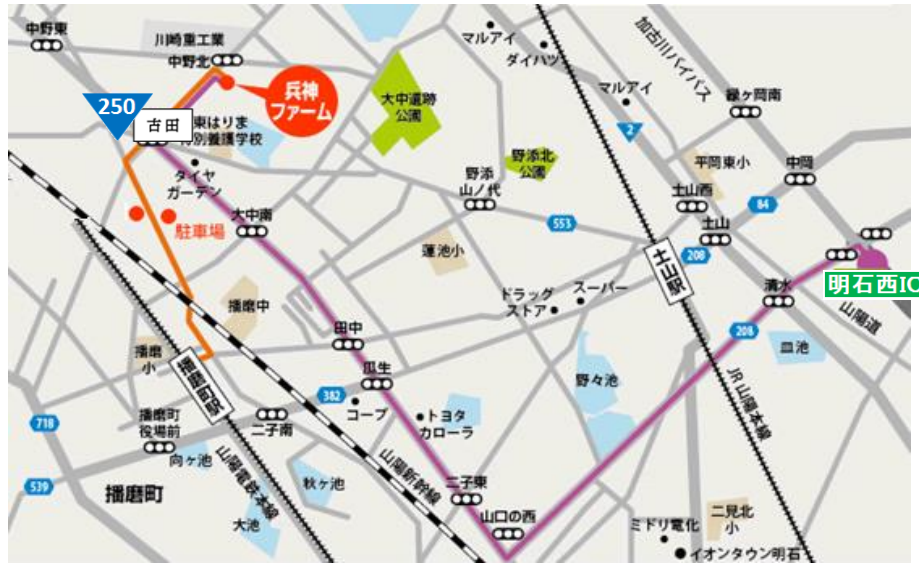 中野東
川崎重工業
中野北
兵神
ファーム
250
古田
東はりま
特別養護学校
タイヤ
ガーデン
大中遺跡
公園
マルアイ
ダイハツ
マルアイ
加古川バイパス
緑ヶ岡南
2
平岡東小
中岡
野添北
公園
野添
山ノ代
土山西
84
土山
553
208
駐車場
大中南
蓮池小
土山駅
清水
明石西IC
山陽道
スーパー
ドラッグ
ストア
播磨中
田中
208
皿池
播磨
小
播磨町駅
瓜生
382
コープ
野々池
JR山陽本線
718
播磨町
役場前
二子南
トヨタ
カローラ
向ヶ池
山陽電鉄本線
山陽新幹線
539
秋ヶ池
二子東
播磨町
大池
山口の西
二見北
小
ミドリ電化
イオンタウン明石